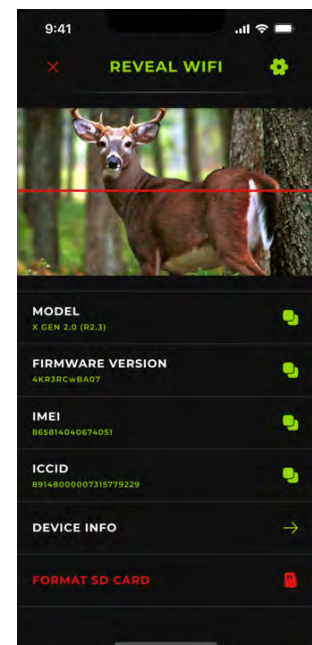 9:41
REVEAL WIFI
MODEL
X GEN 2.0 (R2.3)
FIRMWARE VERSION
4KR3RCwBA07
IMEI
865814040674051
ICCID
89148000007315779229
DEVICE INFO
FORMAT SD CARD